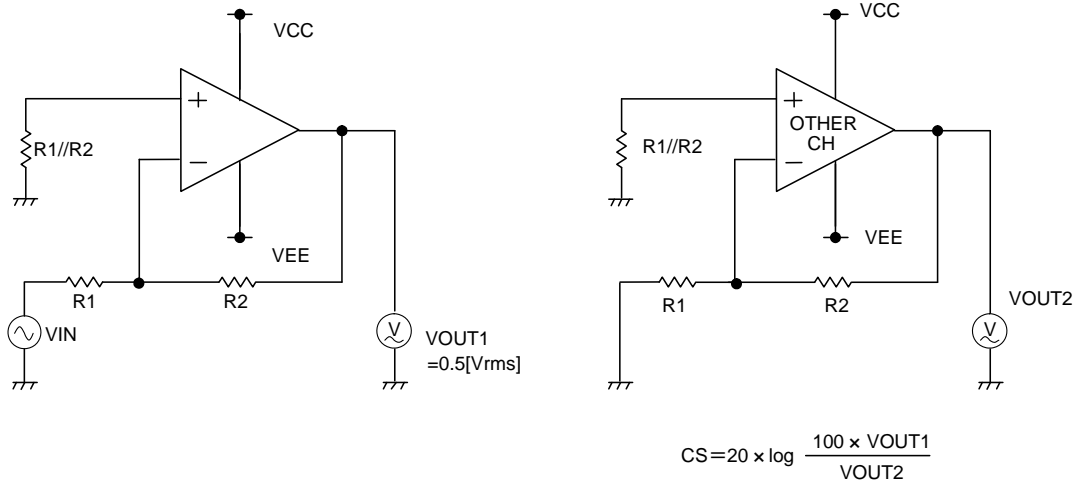 VCC
+
R1//R2
−
VEE
R1
R2
VIN
V
VOUT1
=0.5[Vrms]
VCC
+
OTHER
CH
R1//R2
−
VEE
R1
R2
VOUT2
V
CS＝20 × log 100 × VOUT1
VOUT2